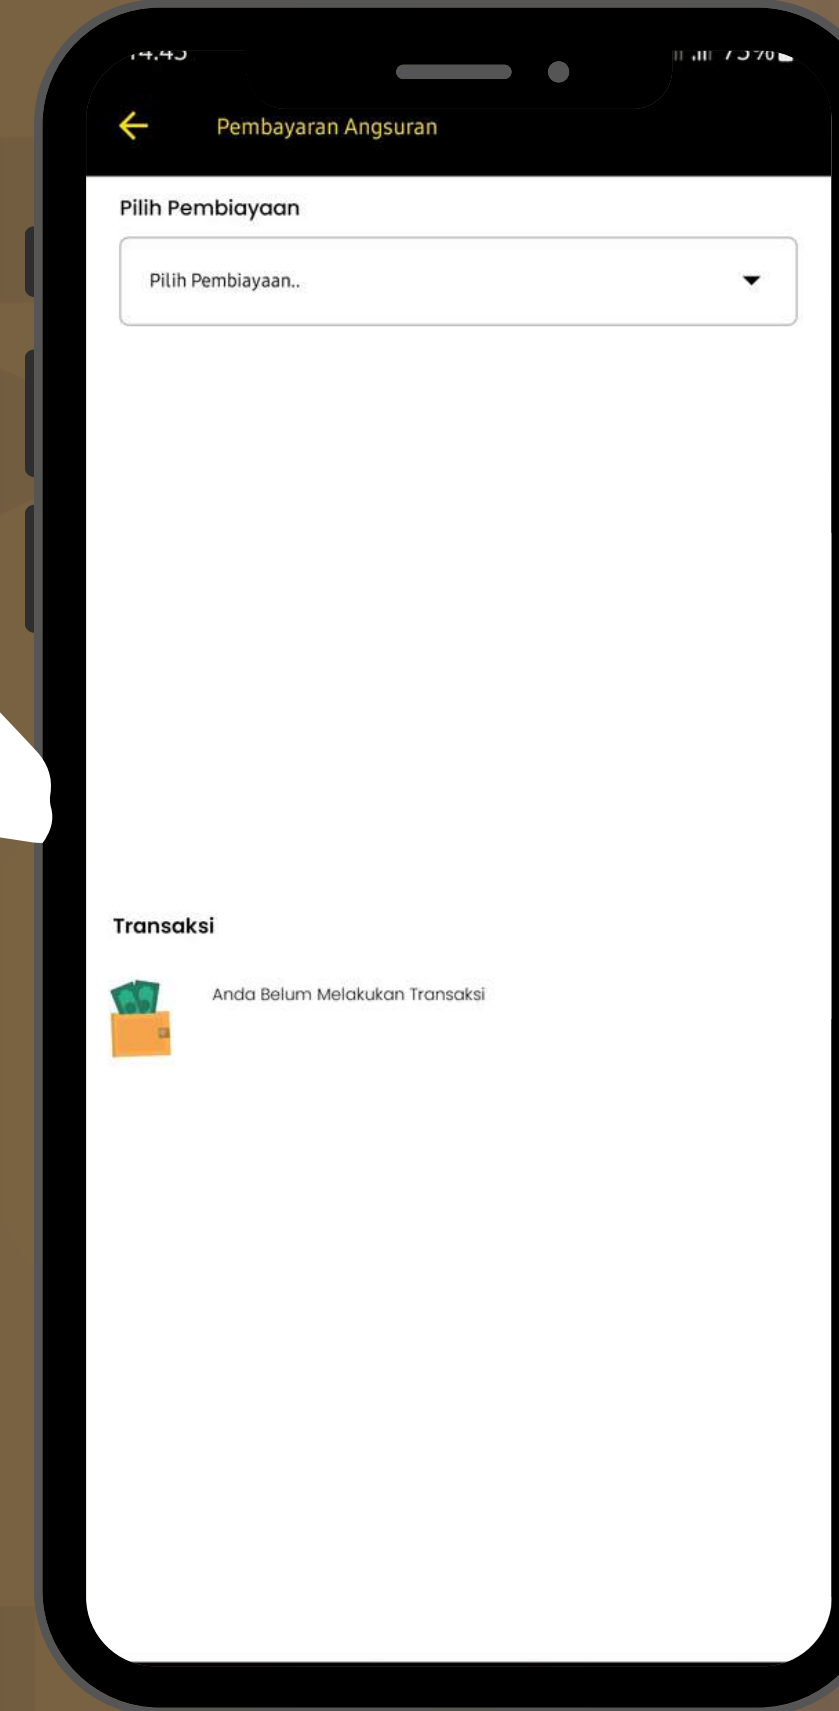 Pembayaran Angsuran
Pilih Pembiayaan
Pilih Pembiayaan..
Transaksi
Anda Belum Melakukan Transaksi